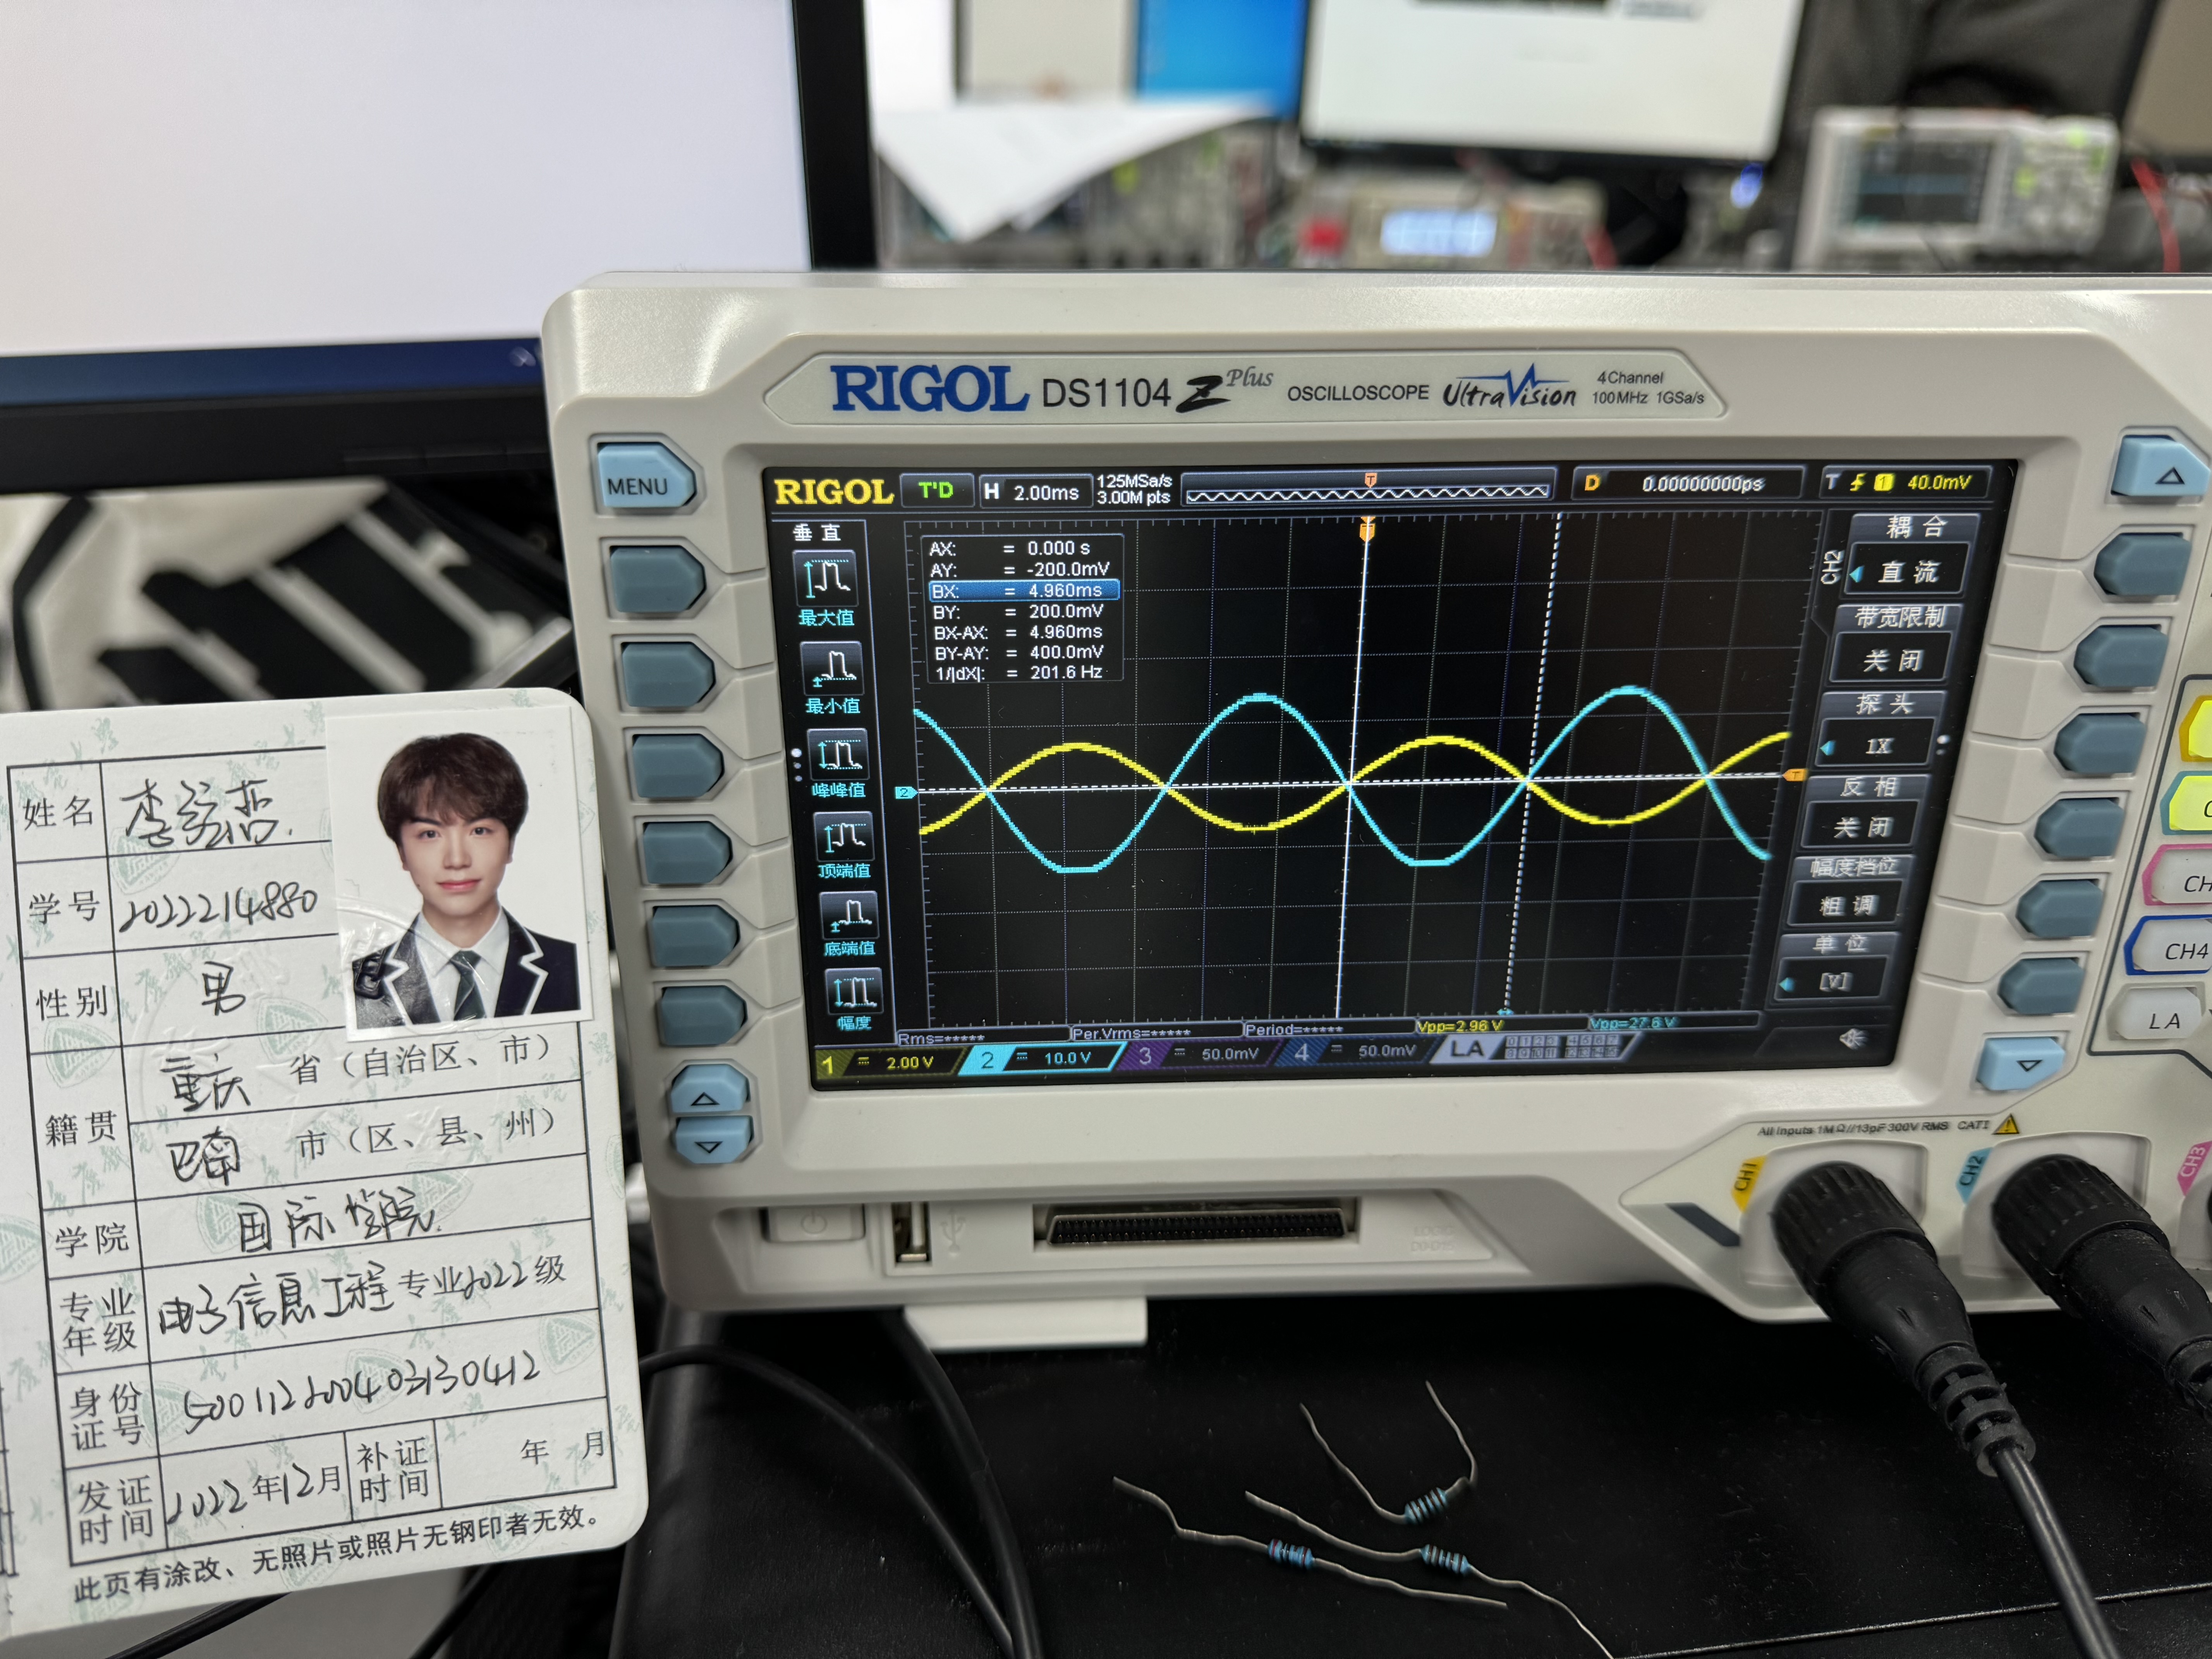 RIGOL DS1104 Z Plus OSCILLOSCOPE UltraVision 4 Channel 100MHz 1GSa/s
MENU
RIGOL T'D H 2.00ms 125MSa/s 3.00M pts D 0.00000000ps T 1 40.0mV
垂直
最大值
最小值
峰峰值
顶端值
底端值
幅度
AX: = 0.000 s
AY: = -200.0mV
BX: = 4.960ms
BY: = 200.0mV
BX-AX: = 4.960ms
BY-AY: = 400.0mV
1/|dX|: = 201.6 Hz
CH2
耦合
直流
带宽限制
关闭
探头
1X
反相
关闭
幅度档位
粗调
单位
[V]
Rms=***** Per.Vrms=***** Period=***** Vpp=2.96 V Vpp=27.6 V
1 = 2.00 V 2 = 10.0 V 3 = 50.0mV 4 = 50.0mV LA
CH4
LA
All Inputs 1MΩ//13pF 300V RMS CATI
CH1
CH2
CH3
姓名
学号 2022214880
性别 男
籍贯 重庆 省（自治区、市）
巴南 市（区、县、州）
学院 国际学院
专业年级 电子信息工程专业2022级
身份证号 500112200403130412
发证时间 2022年12月 补证时间 年 月
此页有涂改、无照片或照片无钢印者无效。